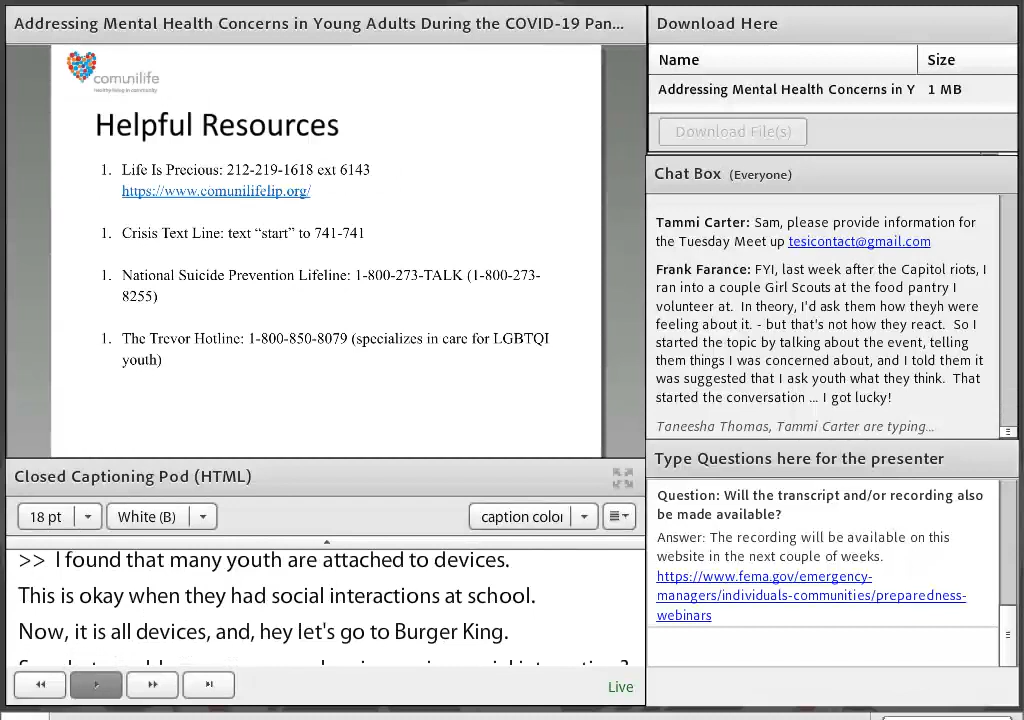 Addressing Mental Health Concerns in Young Adults During the COVID-19 Pan...
comunilife
Healthy living in community
Helpful Resources
1. Life Is Precious: 212-219-1618 ext 6143
https://www.comunilifelip.org/
1. Crisis Text Line: text “start” to 741-741
1. National Suicide Prevention Lifeline: 1-800-273-TALK (1-800-273-
8255)
1. The Trevor Hotline: 1-800-850-8079 (specializes in care for LGBTQI
youth)
Closed Captioning Pod (HTML)
18 pt
White (B)
caption color
>> I found that many youth are attached to devices.
This is okay when they had social interactions at school.
Now, it is all devices, and, hey let's go to Burger King.
Live
Download Here
Name Size
Addressing Mental Health Concerns in Y 1 MB
Download File(s)
Chat Box (Everyone)
Tammi Carter: Sam, please provide information for
the Tuesday Meet up tesicontact@gmail.com
Frank Farance: FYI, last week after the Capitol riots, I
ran into a couple Girl Scouts at the food pantry I
volunteer at. In theory, I'd ask them how theyh were
feeling about it. - but that's not how they react. So I
started the topic by talking about the event, telling
them things I was concerned about, and I told them it
was suggested that I ask youth what they think. That
started the conversation ... I got lucky!
Taneesha Thomas, Tammi Carter are typing...
Type Questions here for the presenter
Question: Will the transcript and/or recording also
be made available?
Answer: The recording will be available on this
website in the next couple of weeks.
https://www.fema.gov/emergency-
managers/individuals-communities/preparedness-
webinars